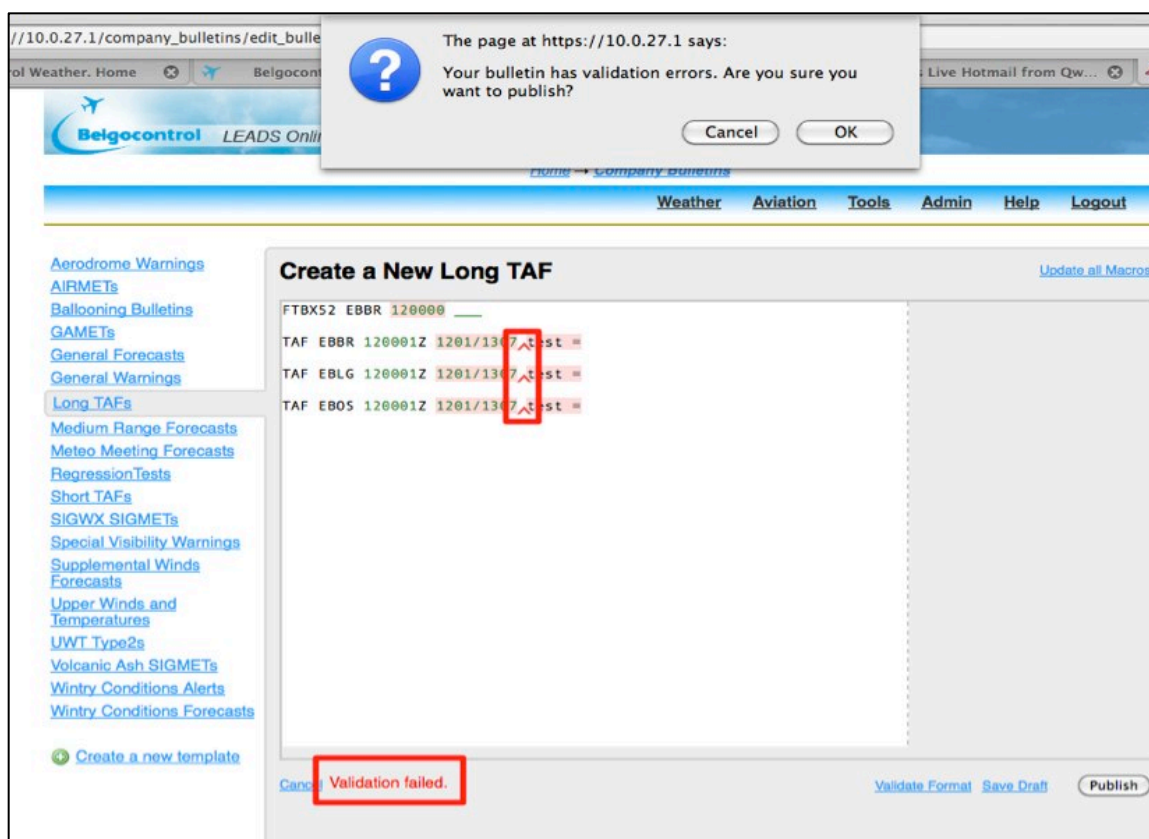 //10.0.27.1/company_bulletins/edit_bulle
The page at https://10.0.27.1 says:
Your bulletin has validation errors. Are you sure you
want to publish?
Cancel OK
ol Weather. Home Belgocont Live Hotmail from Qw...
Belgocontrol LEADS Onlin
Home → Company Bulletins
Weather Aviation Tools Admin Help Logout
Aerodrome Warnings
AIRMETs
Ballooning Bulletins
GAMETs
General Forecasts
General Warnings
Long TAFs
Medium Range Forecasts
Meteo Meeting Forecasts
RegressionTests
Short TAFs
SIGWX SIGMETs
Special Visibility Warnings
Supplemental Winds
Forecasts
Upper Winds and
Temperatures
UWT Type2s
Volcanic Ash SIGMETs
Wintry Conditions Alerts
Wintry Conditions Forecasts
Create a new template
Create a New Long TAF
Update all Macros
FTBX52 EBBR 120000 ___
TAF EBBR 120001Z 1201/1307 test =
TAF EBLG 120001Z 1201/1307 test =
TAF EBOS 120001Z 1201/1307 test =
Cancel Validation failed.
Validate Format Save Draft Publish